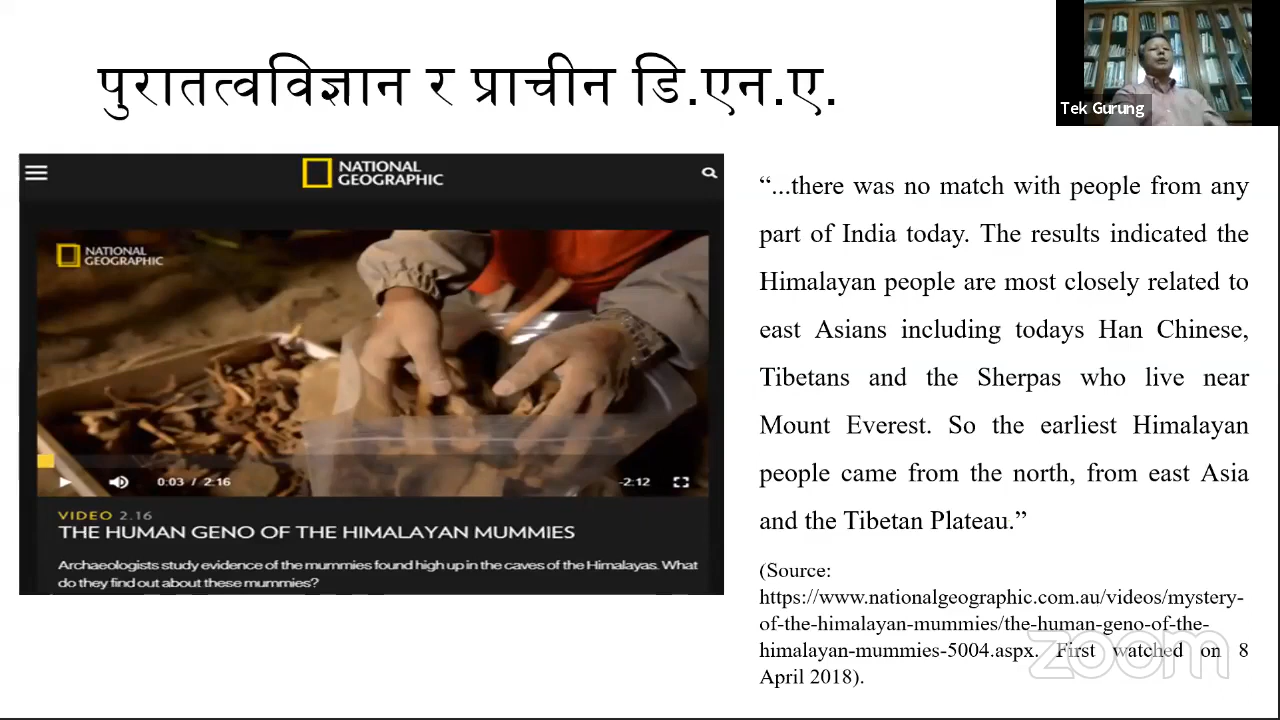 पुरातत्वविज्ञान र प्राचीन डि.एन.ए.
Tek Gurung
NATIONAL
GEOGRAPHIC
NATIONAL
GEOGRAPHIC
0:03 / 2:16
-2:12
VIDEO 2.16
THE HUMAN GENO OF THE HIMALAYAN MUMMIES
Archaeologists study evidence of the mummies found high up in the caves of the Himalayas. What
do they find out about these mummies?
“...there was no match with people from any
part of India today. The results indicated the
Himalayan people are most closely related to
east Asians including todays Han Chinese,
Tibetans and the Sherpas who live near
Mount Everest. So the earliest Himalayan
people came from the north, from east Asia
and the Tibetan Plateau.”
(Source:
https://www.nationalgeographic.com.au/videos/mystery-
of-the-himalayan-mummies/the-human-geno-of-the-
himalayan-mummies-5004.aspx. First watched on 8
April 2018).
zoom